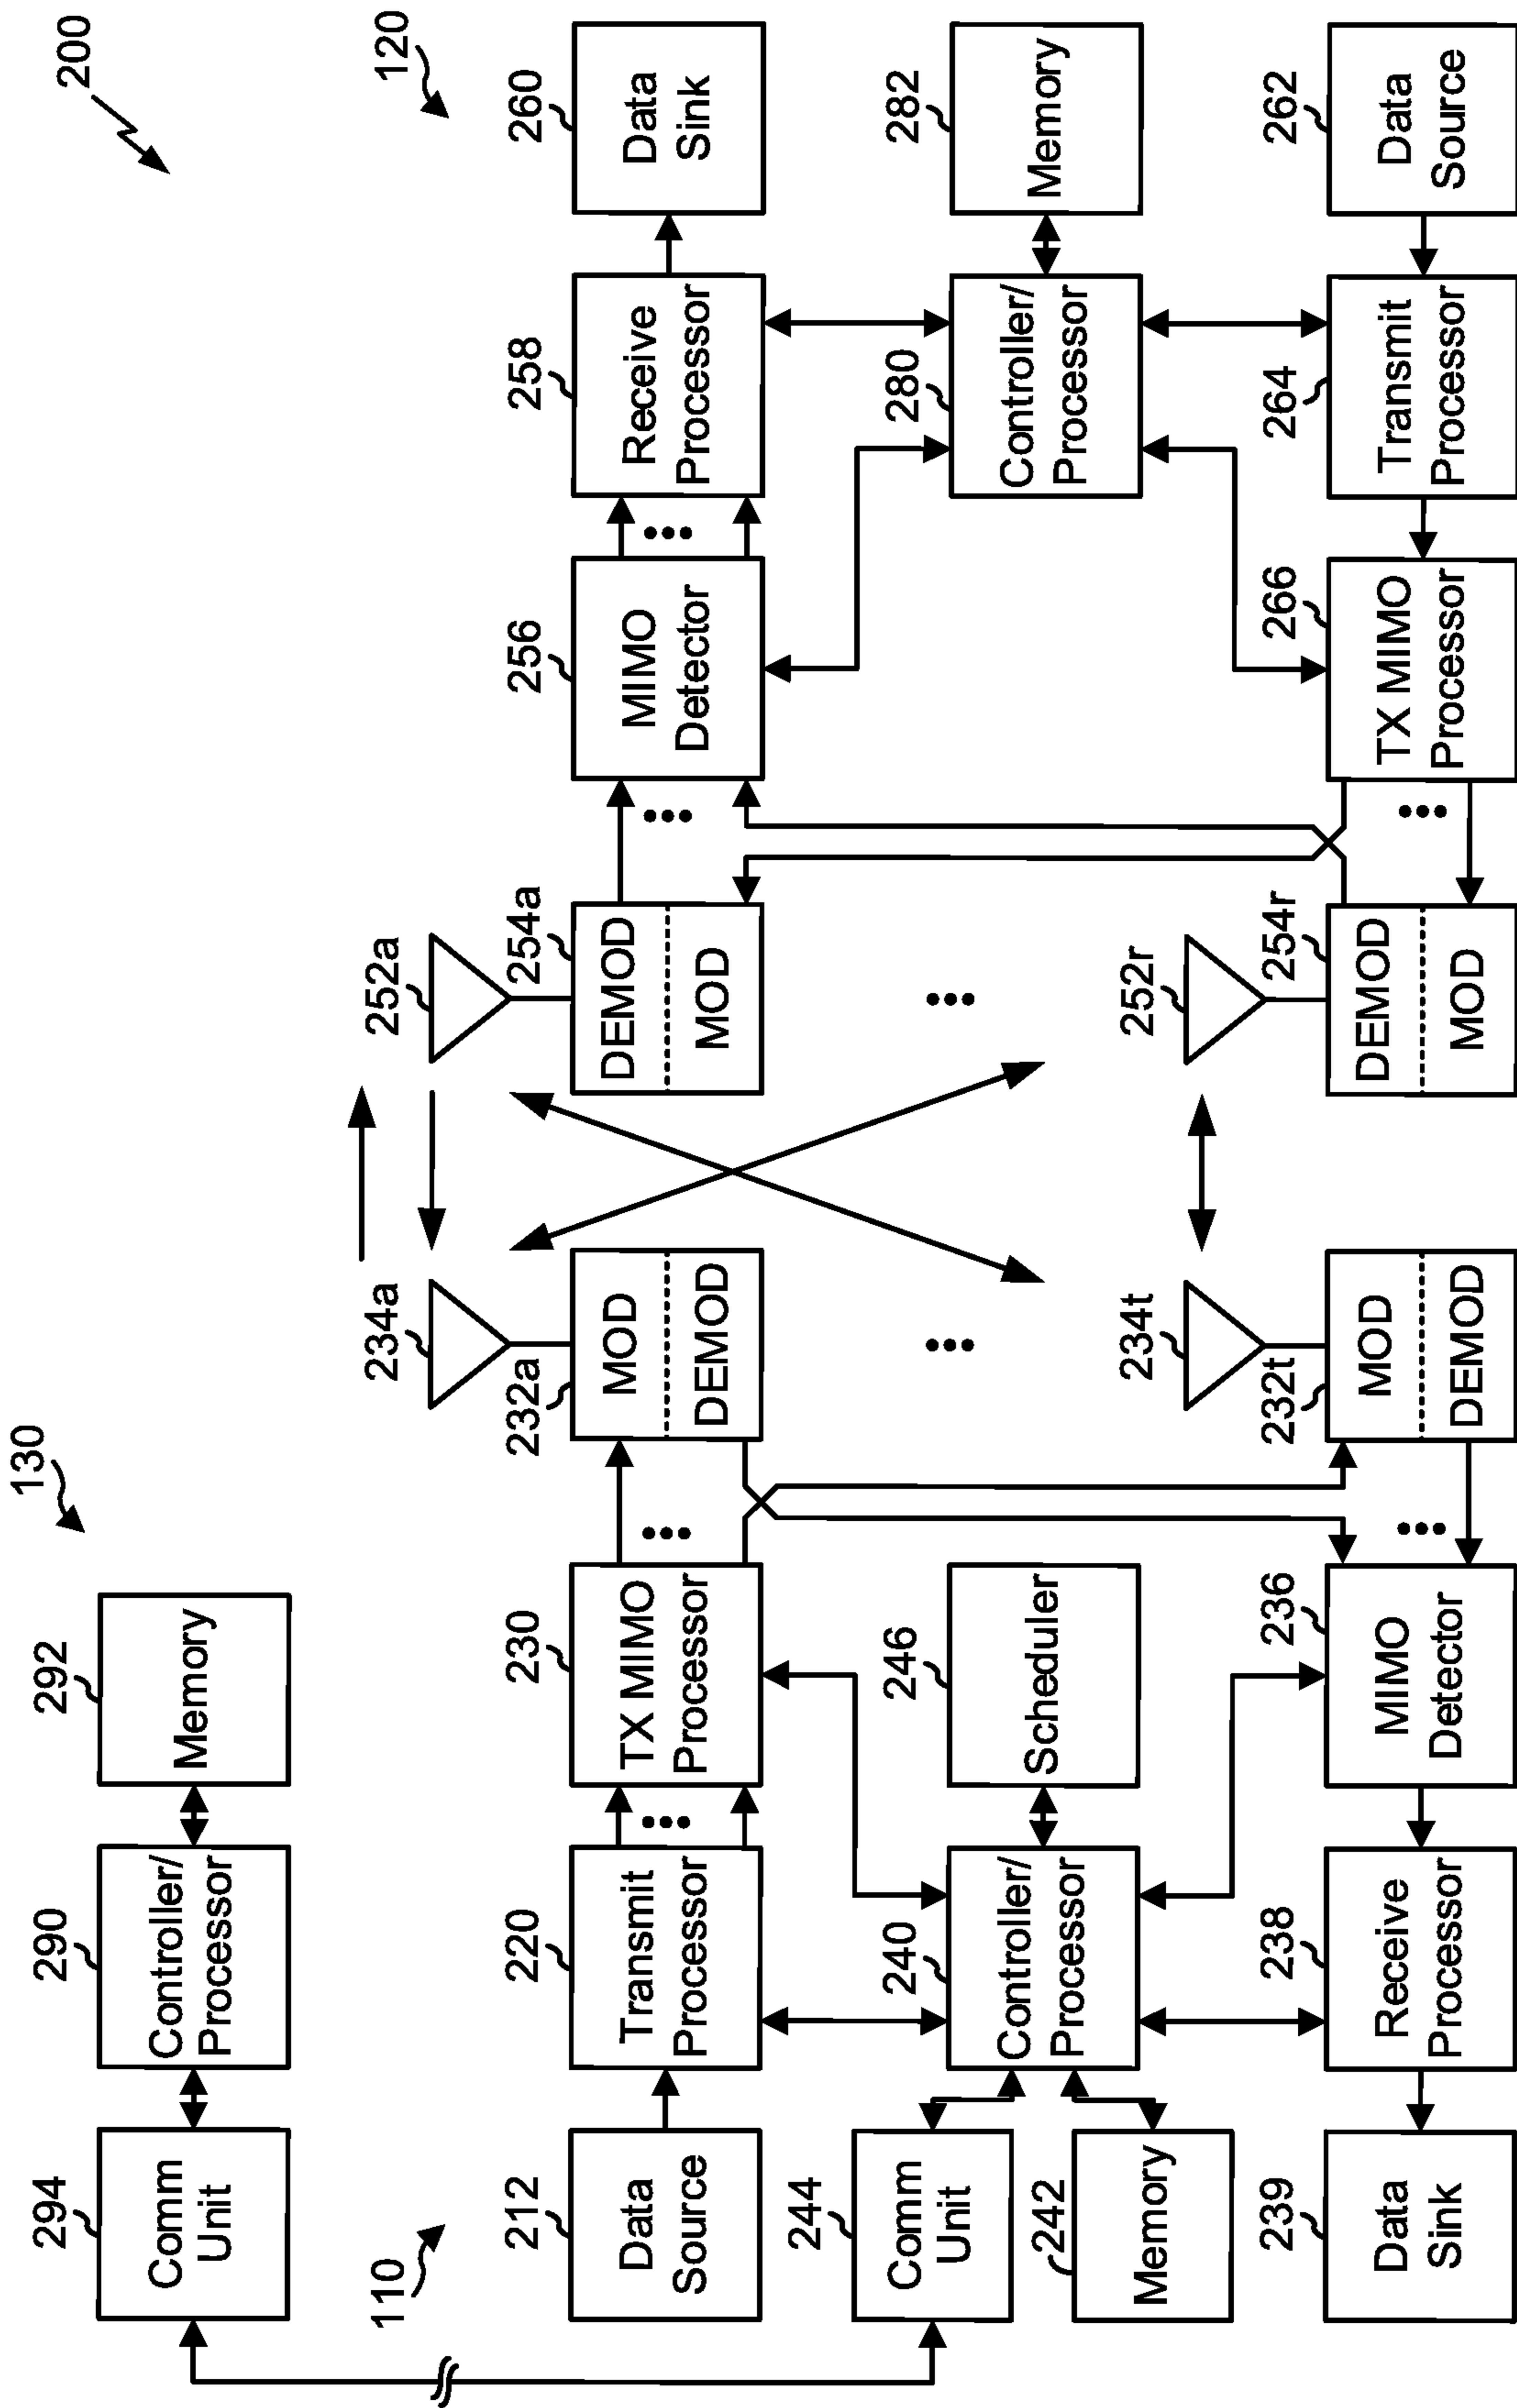 200
130
120
110
294
Comm
Unit
290
Controller/
Processor
292
Memory
212
Data
Source
220
Transmit
Processor
230
TX MIMO
Processor
232a
MOD
DEMOD
234a
252a
254a
DEMOD
MOD
256
MIMO
Detector
258
Receive
Processor
260
Data
Sink
244
Comm
Unit
242
Memory
240
Controller/
Processor
246
Scheduler
280
Controller/
Processor
282
Memory
239
Data
Sink
238
Receive
Processor
236
MIMO
Detector
232t
MOD
DEMOD
234t
252r
254r
DEMOD
MOD
266
TX MIMO
Processor
264
Transmit
Processor
262
Data
Source